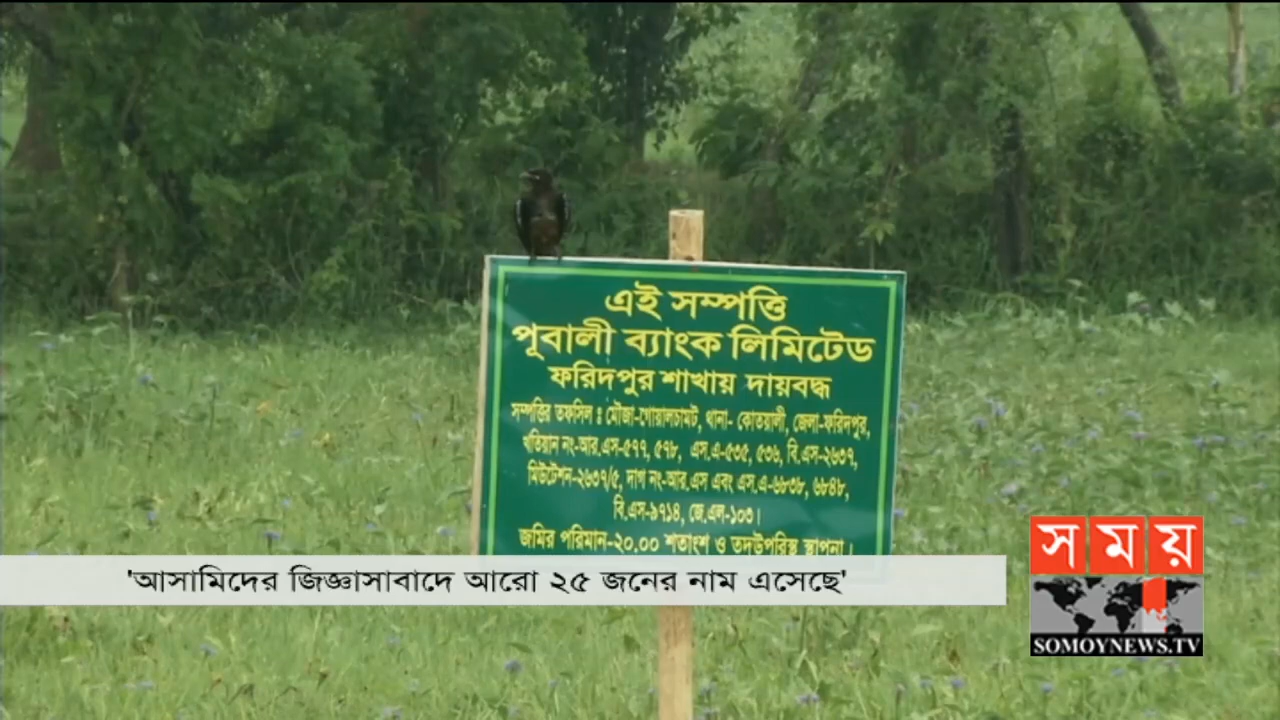 এই সম্পত্তি
পূবালী ব্যাংক লিমিটেড
ফরিদপুর শাখায় দায়বদ্ধ
সম্পত্তির তফসিল : মৌজা-গোয়ালচামট, থানা- কোতয়ালী, জেলা-ফরিদপুর,
খতিয়ান নং-আর.এস-৫৭৭, ৫৭৮, এস.এ-৫৩৫, ৫৩৬, বি.এস-২৬৩৭,
মিউটেশন-২৬৩৭/৫, দাগ নং-আর.এস এবং এস.এ-৬৮৩৮, ৬৮৪৮,
বি.এস-৯৭১৪, জে.এল-১০৩।
জমির পরিমান-২০.০০ শতাংশ ও তদউপরিস্থ স্থাপনা।
'আসামিদের জিজ্ঞাসাবাদে আরো ২৫ জনের নাম এসেছে'
সময়
SOMOYNEWS.TV